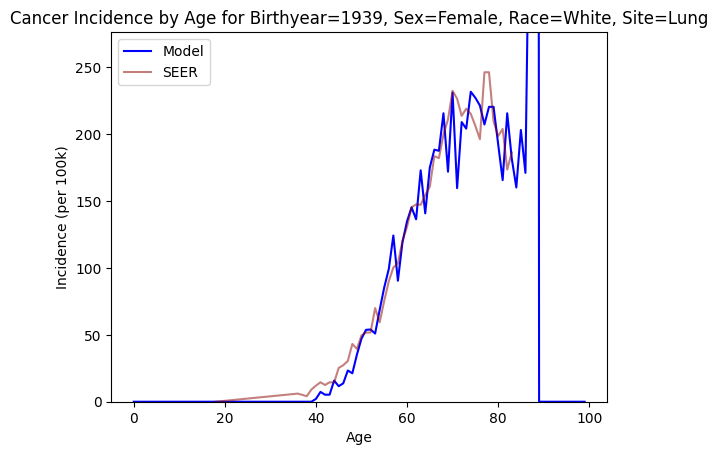 Cancer Incidence by Age for Birthyear=1939, Sex=Female, Race=White, Site=Lung
Model
SEER
250
200
150
100
50
0
Incidence (per 100k)
0 20 40 60 80 100
Age